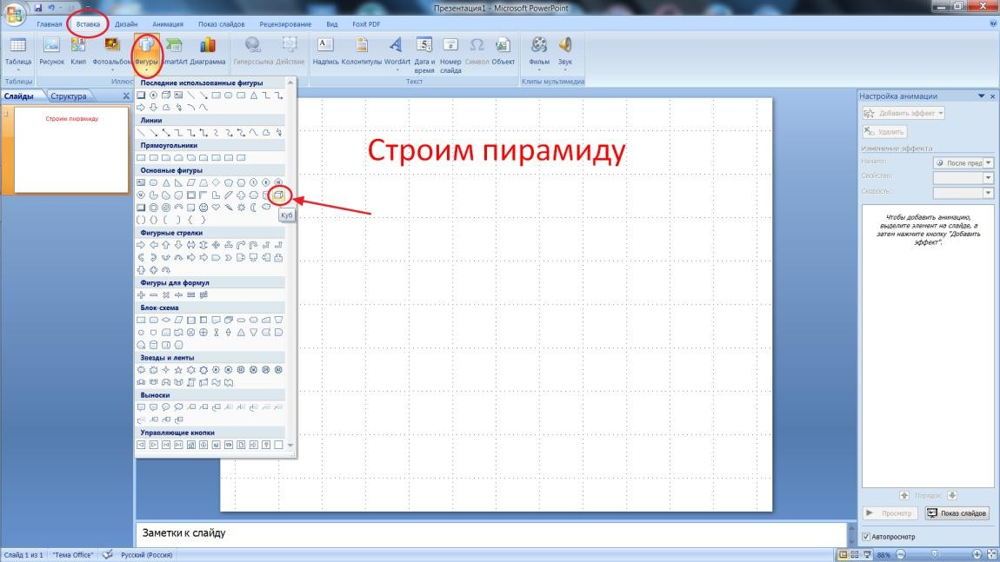 Презентация1 - Microsoft PowerPoint
Главная Вставка Дизайн Анимация Показ слайдов Рецензирование Вид Foxit PDF
Таблица Рисунок Клип Фотоальбом Фигуры SmartArt Диаграмма Гиперссылка Действие Надпись Колонтитулы WordArt Дата и время Номер слайда Символ Объект Фильм Звук
Таблицы Иллюс Текст Клипы мультимедиа
Слайды Структура
1
Строим пирамиду
Последние использованные фигуры
Линии
Прямоугольники
Основные фигуры
Куб
Фигурные стрелки
Фигуры для формул
Блок-схема
Звезды и ленты
Выноски
Управляющие кнопки
Строим пирамиду
Заметки к слайду
Настройка анимации
Добавить эффект
Удалить
Изменение эффекта
Начало:
После пред
Свойство:
Скорость:
Чтобы добавить анимацию,
выделите элемент на слайде, а
затем нажмите кнопку "Добавить
эффект".
Порядок
Просмотр
Показ слайдов
Автопросмотр
Слайд 1 из 1 "Тема Office" Русский (Россия) 88%